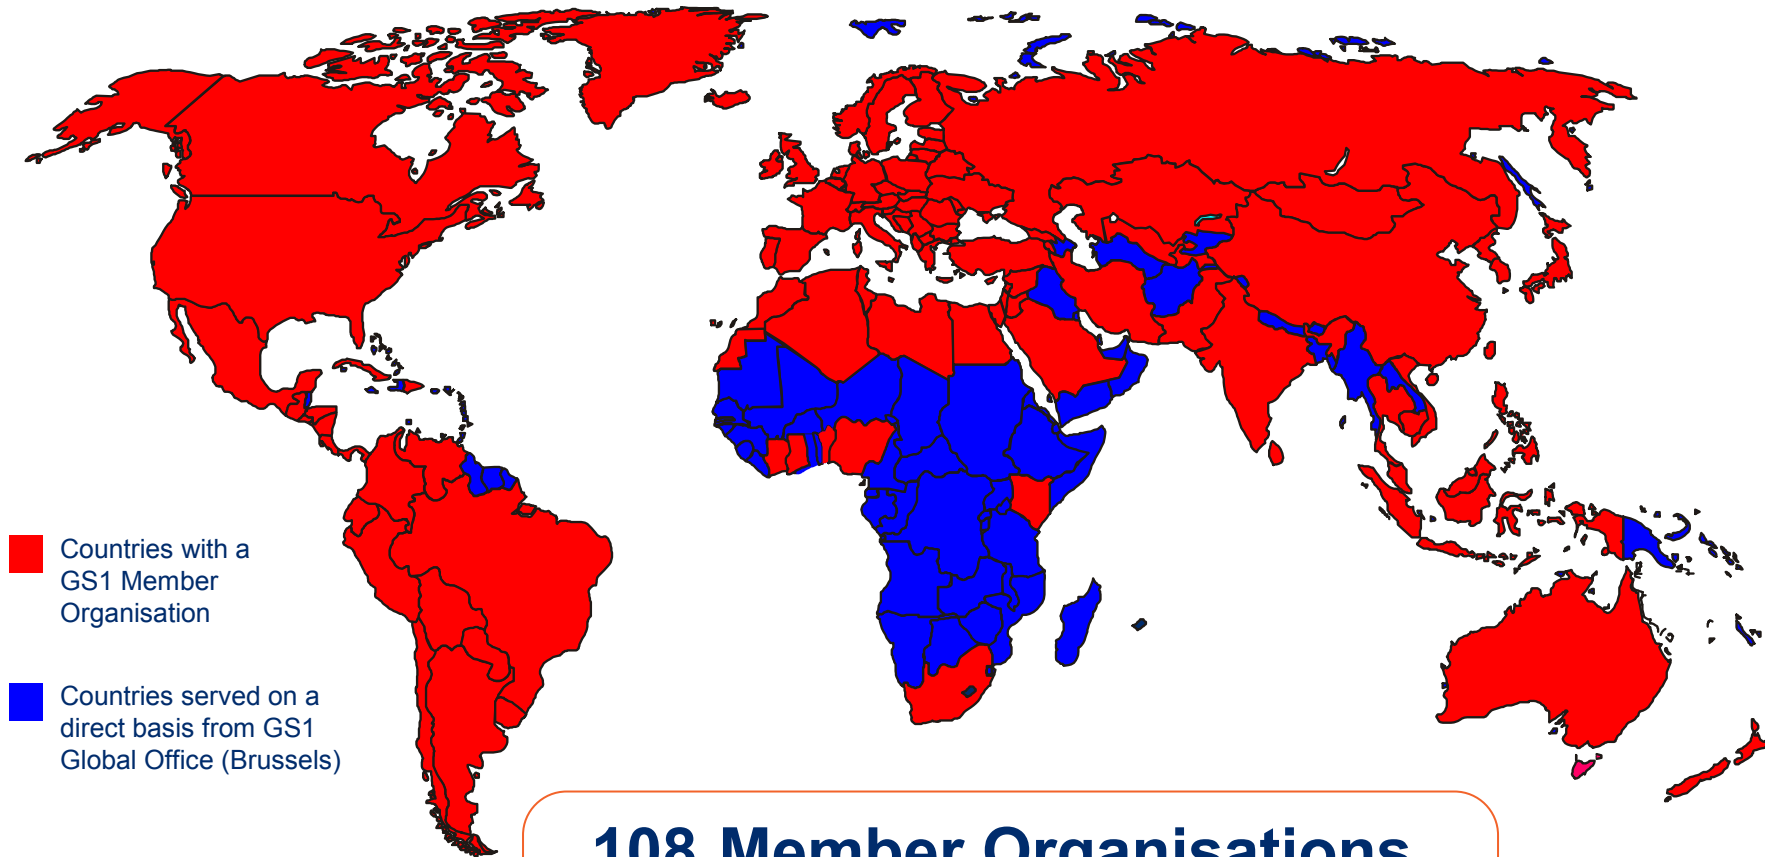 Countries with a
GS1 Member
Organisation
Countries served on a
direct basis from GS1
Global Office (Brussels)
108 Member Organisations